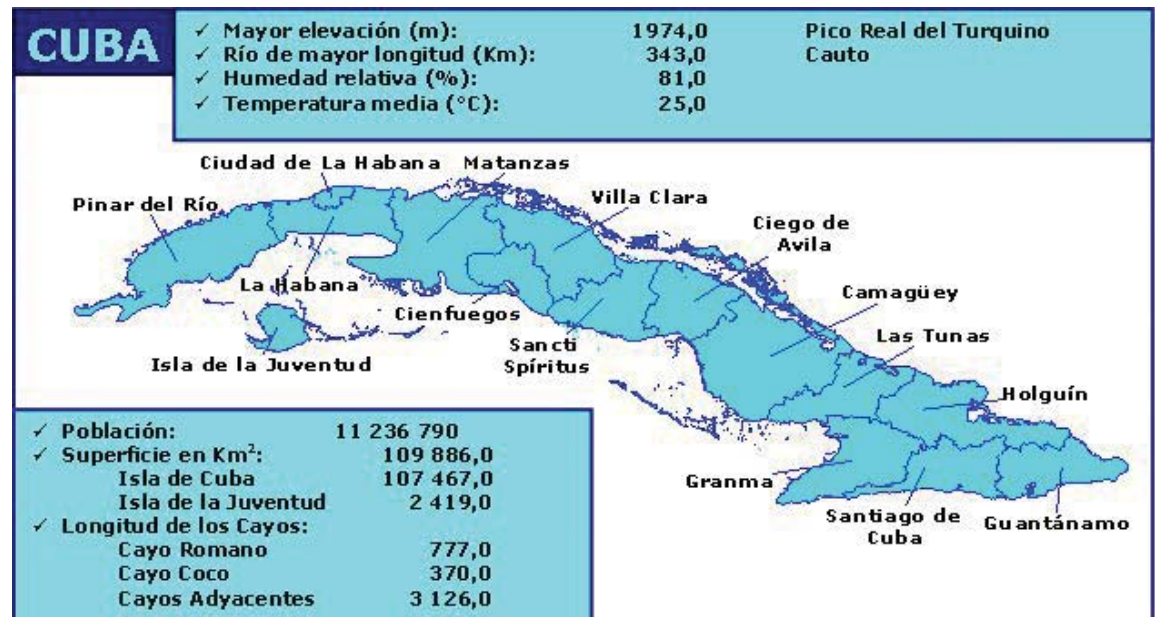 CUBA
✓ Mayor elevación (m): 1974,0 Pico Real del Turquino
✓ Río de mayor longitud (Km): 343,0 Cauto
✓ Humedad relativa (%): 81,0
✓ Temperatura media (°C): 25,0
Ciudad de La Habana
Matanzas
Pinar del Río
Villa Clara
Ciego de
Avila
La Habana
Cienfuegos
Camagüey
Isla de la Juventud
Sancti
Spíritus
Las Tunas
Holguín
Granma
Santiago de
Cuba
Guantánamo
✓ Población: 11 236 790
✓ Superficie en Km²: 109 886,0
Isla de Cuba 107 467,0
Isla de la Juventud 2 419,0
✓ Longitud de los Cayos:
Cayo Romano 777,0
Cayo Coco 370,0
Cayos Adyacentes 3 126,0